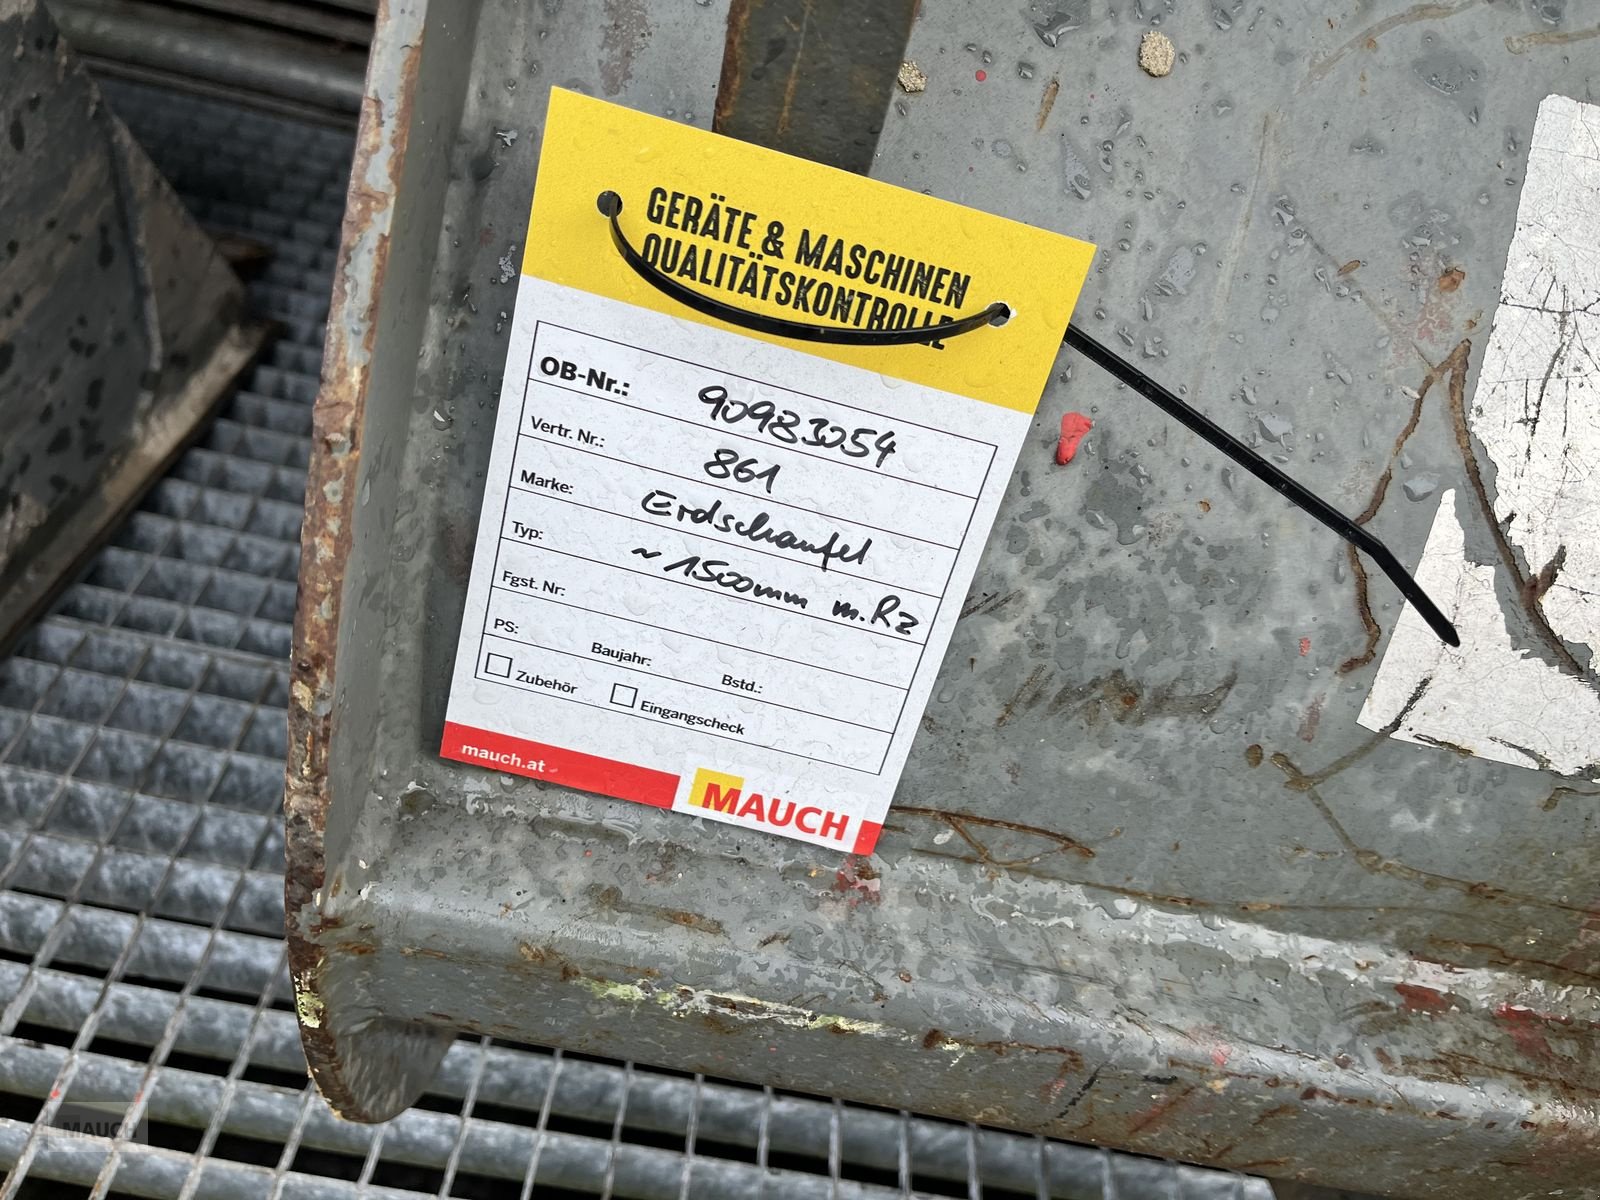 GERÄTE & MASCHINEN
QUALITÄTSKONTROLLE
OB-Nr.: 90983054
Vertr. Nr.: 861
Marke: Erdschaufel
Typ: ~ 1500mm m. Rz
Fgst. Nr:
PS: Baujahr: Bstd.:
Zubehör Eingangscheck
mauch.at
MAUCH
MAUCH